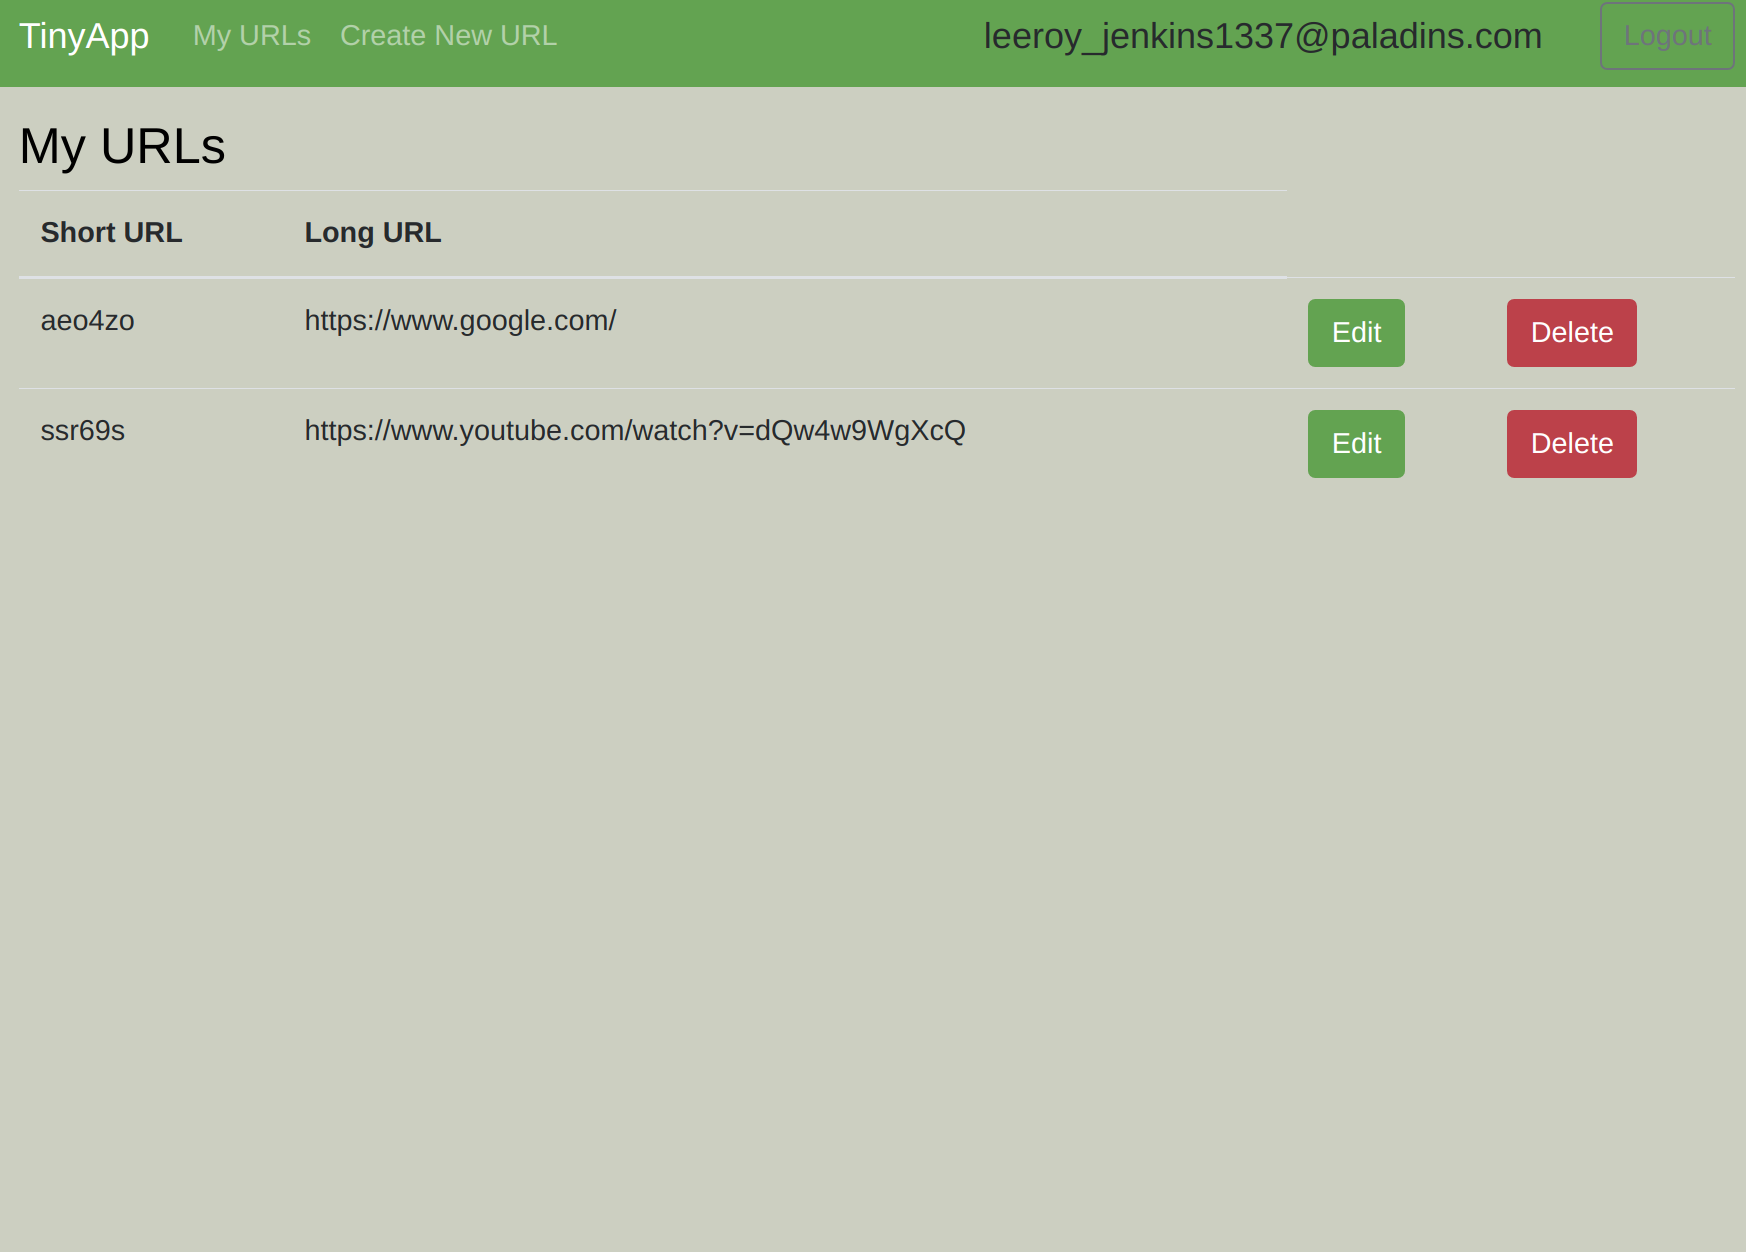 TinyApp My URLs Create New URL leeroy_jenkins1337@paladins.com Logout
My URLs
Short URL Long URL
aeo4zo https://www.google.com/ Edit Delete
ssr69s https://www.youtube.com/watch?v=dQw4w9WgXcQ Edit Delete